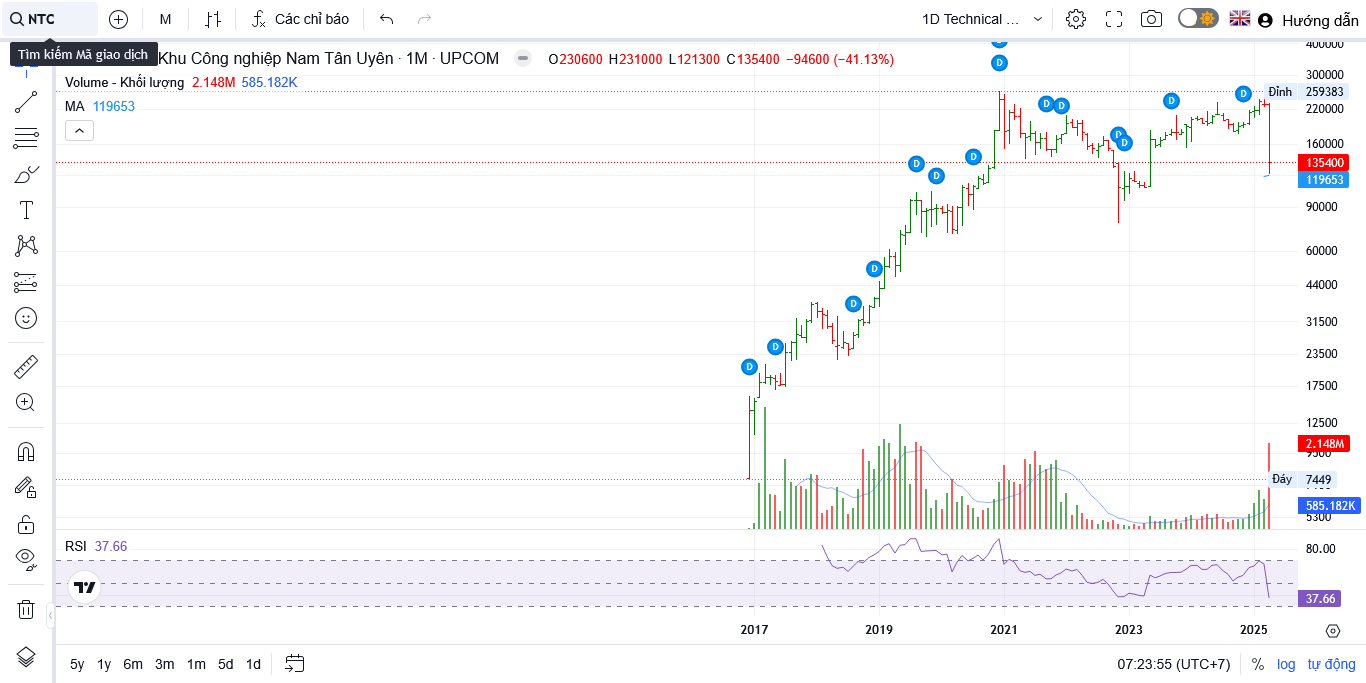 NTC
M
Các chỉ báo
1D Technical ...
Hướng dẫn
Tìm kiếm Mã giao dịch
Khu Công nghiệp Nam Tân Uyên · 1M · UPCOM
O230600 H231000 L121300 C135400 −94600 (−41.13%)
Volume - Khối lượng 2.148M 585.182K
MA 119653
D
D
D
D
D
D
D
D
D
D
D
D
D
D
400000
300000
Đỉnh 259383
220000
160000
135400
119653
90000
60000
44000
31500
23500
17500
12500
2.148M
9300
Đáy 7449
585.182K
5300
RSI 37.66
80.00
37.66
2017 2019 2021 2023 2025
5y 1y 6m 3m 1m 5d 1d
07:23:55 (UTC+7) % log tự động